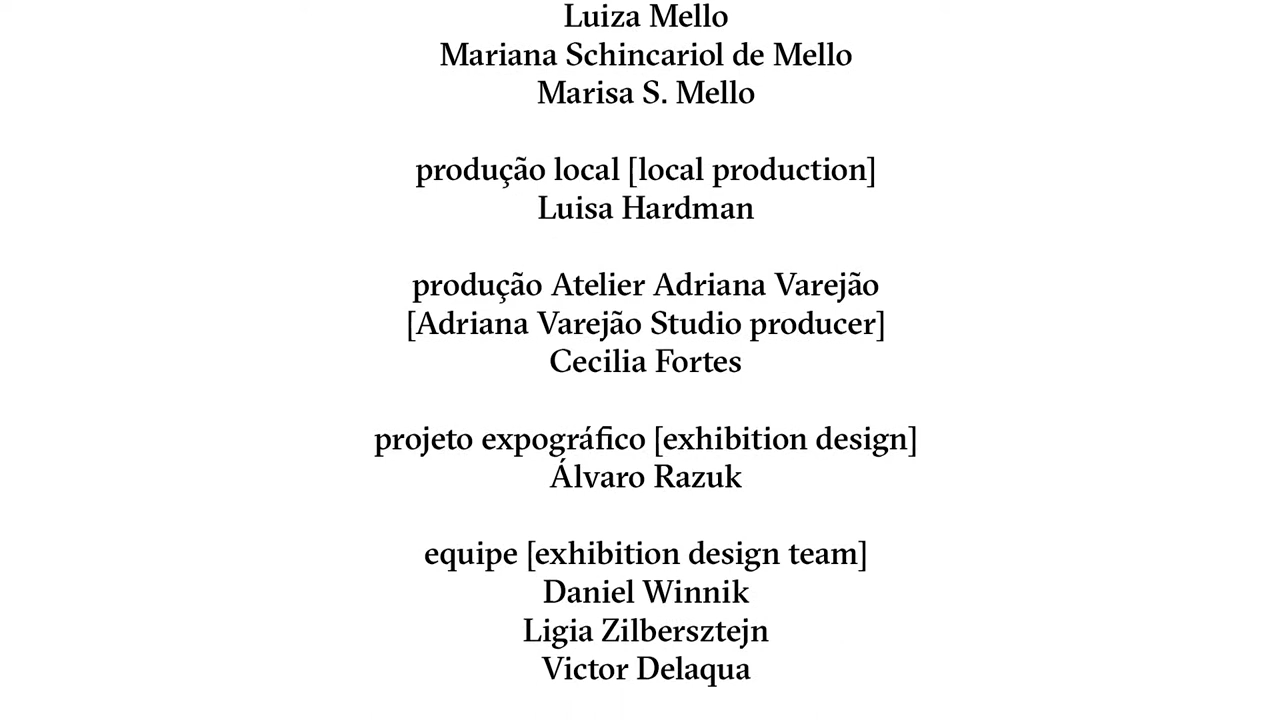 Luiza Mello
Mariana Schincariol de Mello
Marisa S. Mello
produção local [local production]
Luisa Hardman
produção Atelier Adriana Varejão
[Adriana Varejão Studio producer]
Cecilia Fortes
projeto expográfico [exhibition design]
Álvaro Razuk
equipe [exhibition design team]
Daniel Winnik
Ligia Zilbersztejn
Victor Delaqua